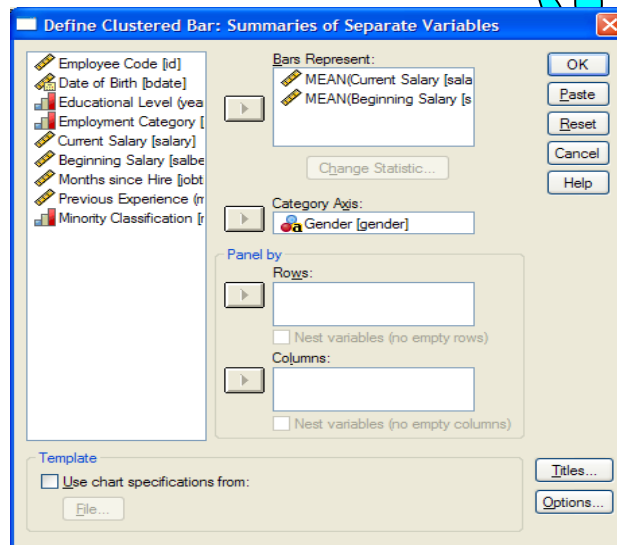 Define Clustered Bar: Summaries of Separate Variables
Employee Code [id]
Date of Birth [bdate]
Educational Level (yea
Employment Category [
Current Salary [salary]
Beginning Salary [salbe
Months since Hire [jobt
Previous Experience (m
Minority Classification [r
Bars Represent:
MEAN(Current Salary [sala
MEAN(Beginning Salary [s
Change Statistic...
Category Axis:
Gender [gender]
Panel by
Rows:
Nest variables (no empty rows)
Columns:
Nest variables (no empty columns)
OK
Paste
Reset
Cancel
Help
Template
Use chart specifications from:
File...
Titles...
Options...